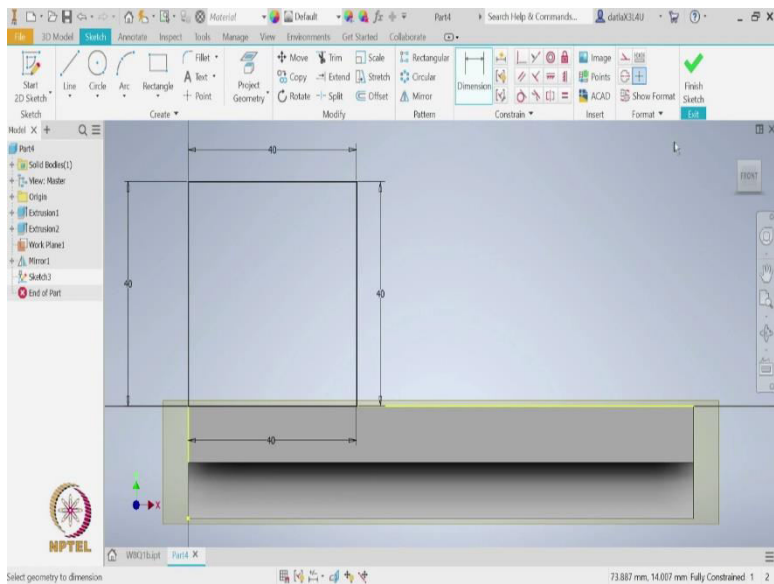 Material Default Part4 Search Help & Commands... datlaX3L4U
File 3D Model Sketch Annotate Inspect Tools Manage View Environments Get Started Collaborate
Start 2D Sketch Line Circle Arc Rectangle Fillet Text Point Project Geometry
Move Trim Scale
Copy Extend Stretch
Rotate Split Offset
Rectangular
Circular
Mirror
Dimension
Image
Points
ACAD
Show Format
Finish Sketch
Sketch Create Modify Pattern Constrain Insert Format Exit
Model
Part4
Solid Bodies(1)
View: Master
Origin
Extrusion1
Extrusion2
Work Plane1
Mirror1
Sketch3
End of Part
40
40
40
40
FRONT
Y
X
NPTEL
W8Q1b.ipt Part4
Select geometry to dimension
73.887 mm, 14.007 mm Fully Constrained 1 2